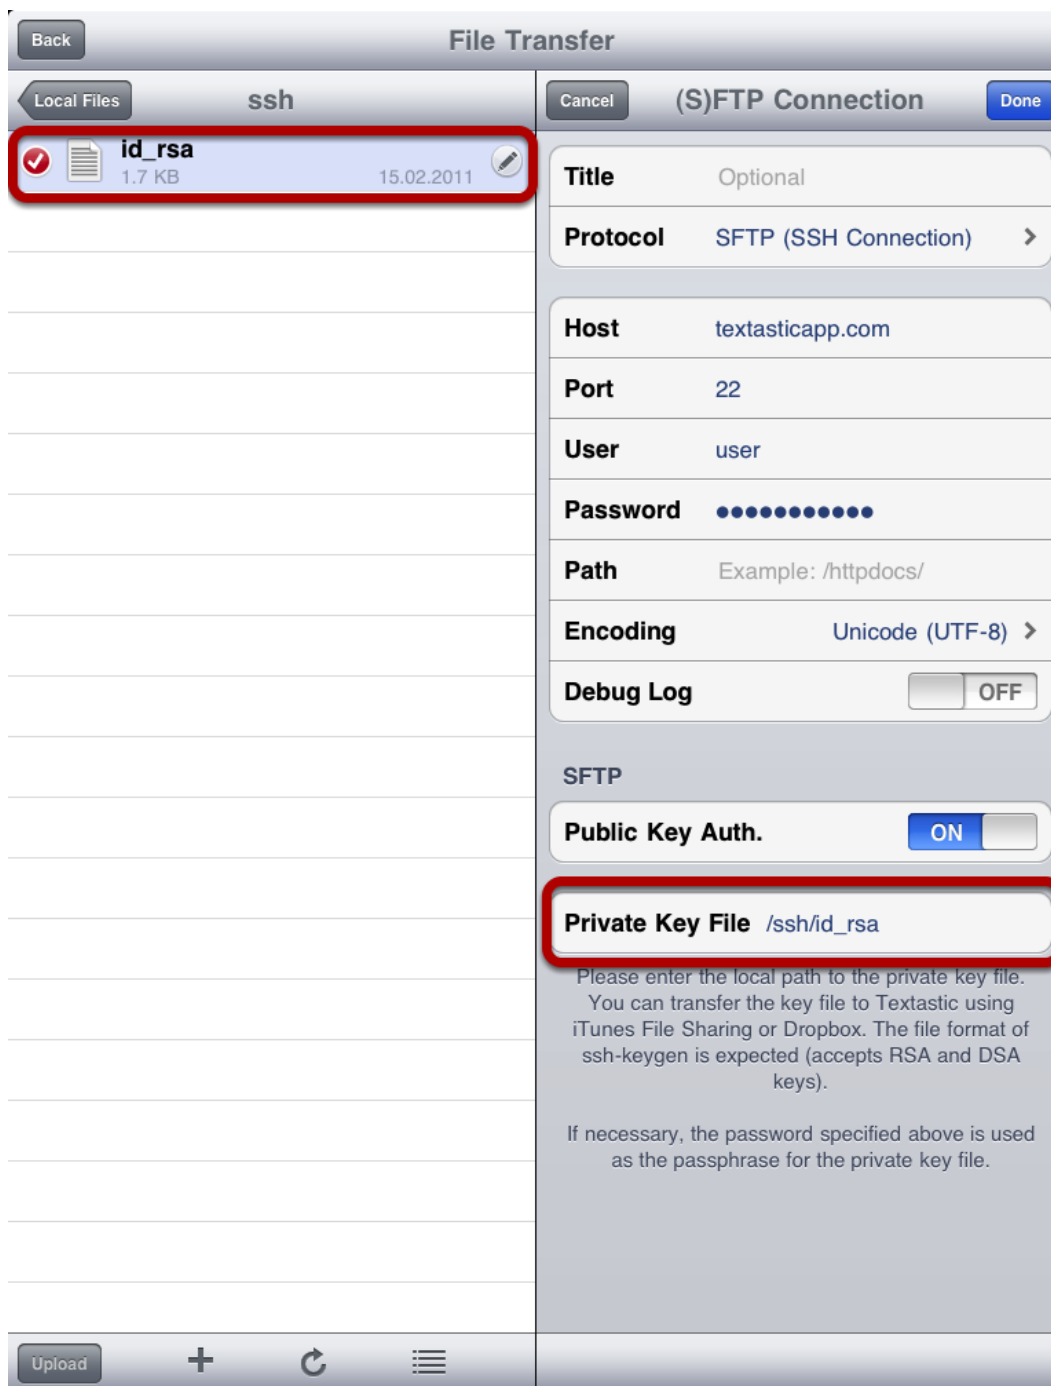 Back
File Transfer
Local Files
ssh
Cancel
(S)FTP Connection
Done
id_rsa
1.7 KB
15.02.2011
Title Optional
Protocol SFTP (SSH Connection)
Host textasticapp.com
Port 22
User user
Password ●●●●●●●●●●●
Path Example: /httpdocs/
Encoding Unicode (UTF-8)
Debug Log OFF
SFTP
Public Key Auth. ON
Private Key File /ssh/id_rsa
Please enter the local path to the private key file.
You can transfer the key file to Textastic using
iTunes File Sharing or Dropbox. The file format of
ssh-keygen is expected (accepts RSA and DSA
keys).
If necessary, the password specified above is used
as the passphrase for the private key file.
Upload